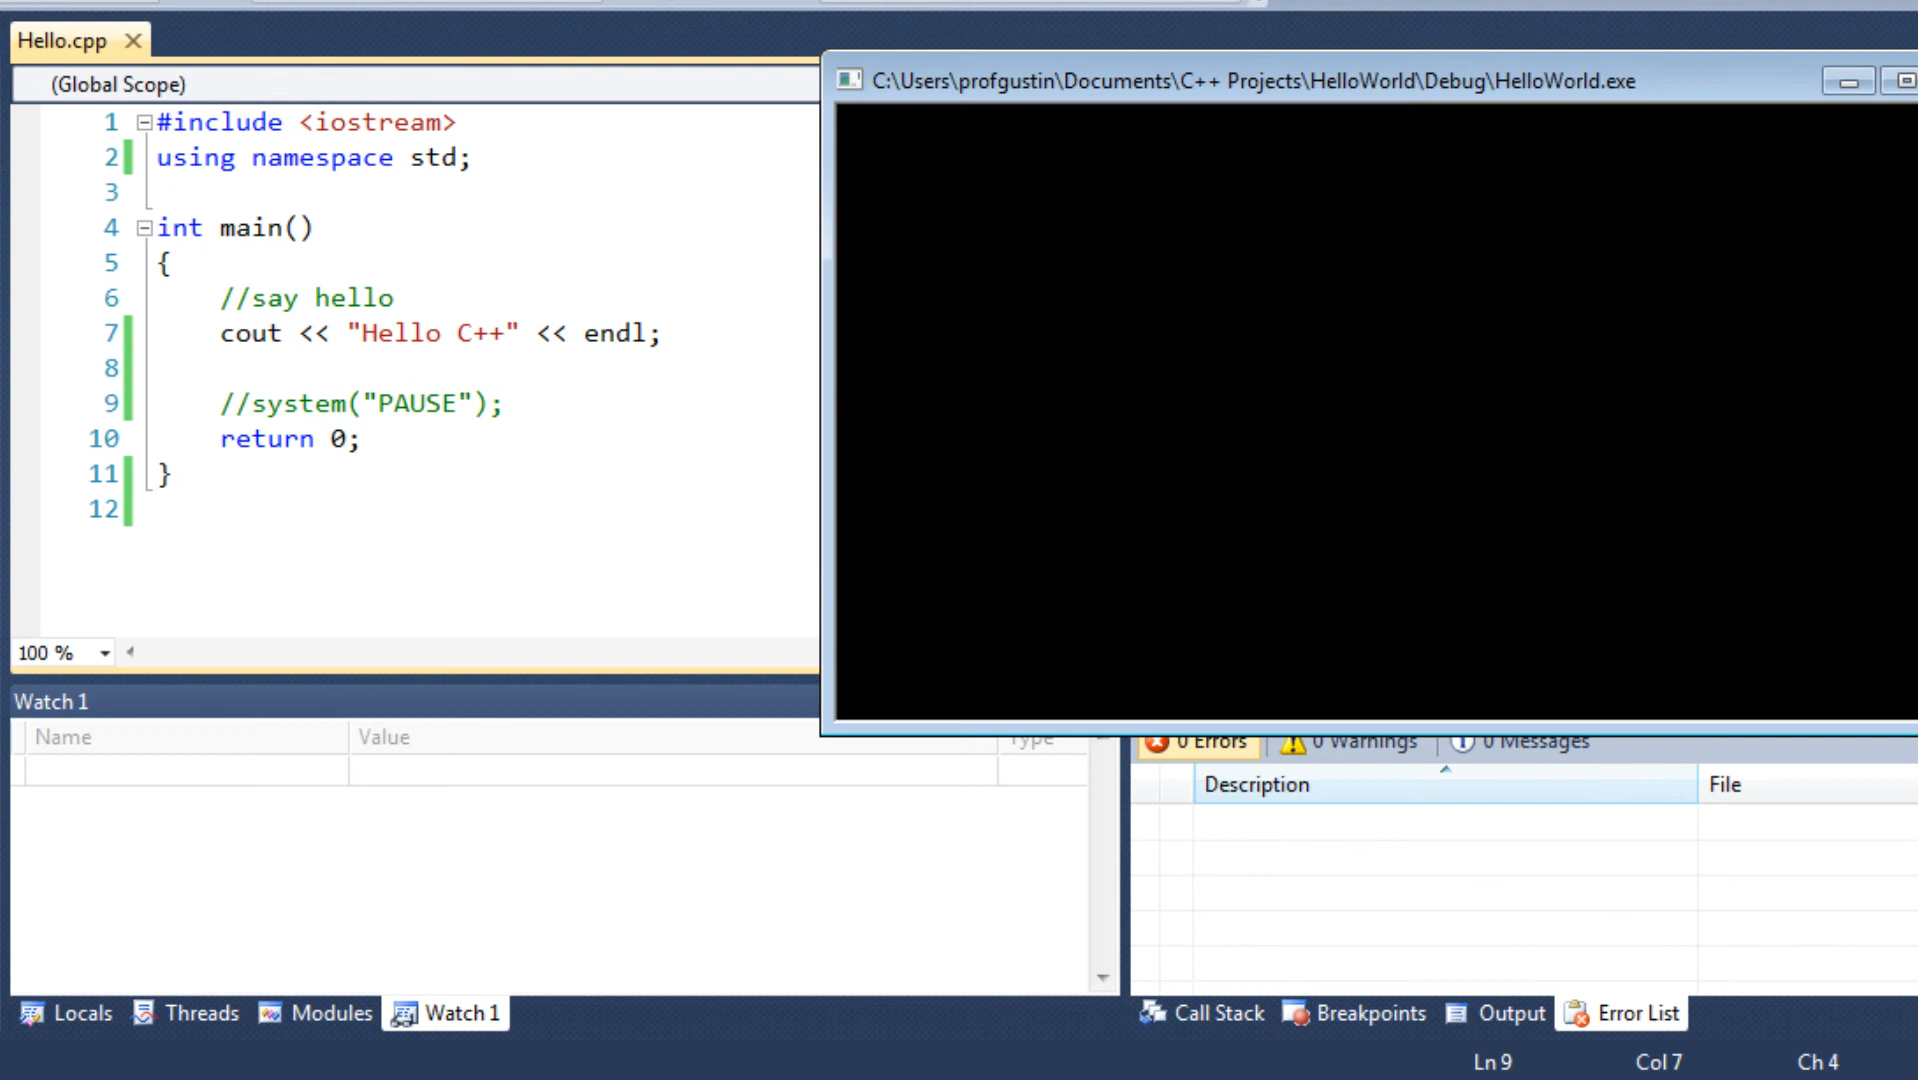 Hello.cpp
(Global Scope)
1 #include <iostream>
2 using namespace std;
3
4 int main()
5 {
6 //say hello
7 cout << "Hello C++" << endl;
8
9 //system("PAUSE");
10 return 0;
11 }
12
100 %
C:\Users\profgustin\Documents\C++ Projects\HelloWorld\Debug\HelloWorld.exe
Watch 1
Name Value Type
0 Errors 0 Warnings 0 Messages
Description File
Locals Threads Modules Watch 1
Call Stack Breakpoints Output Error List
Ln 9 Col 7 Ch 4